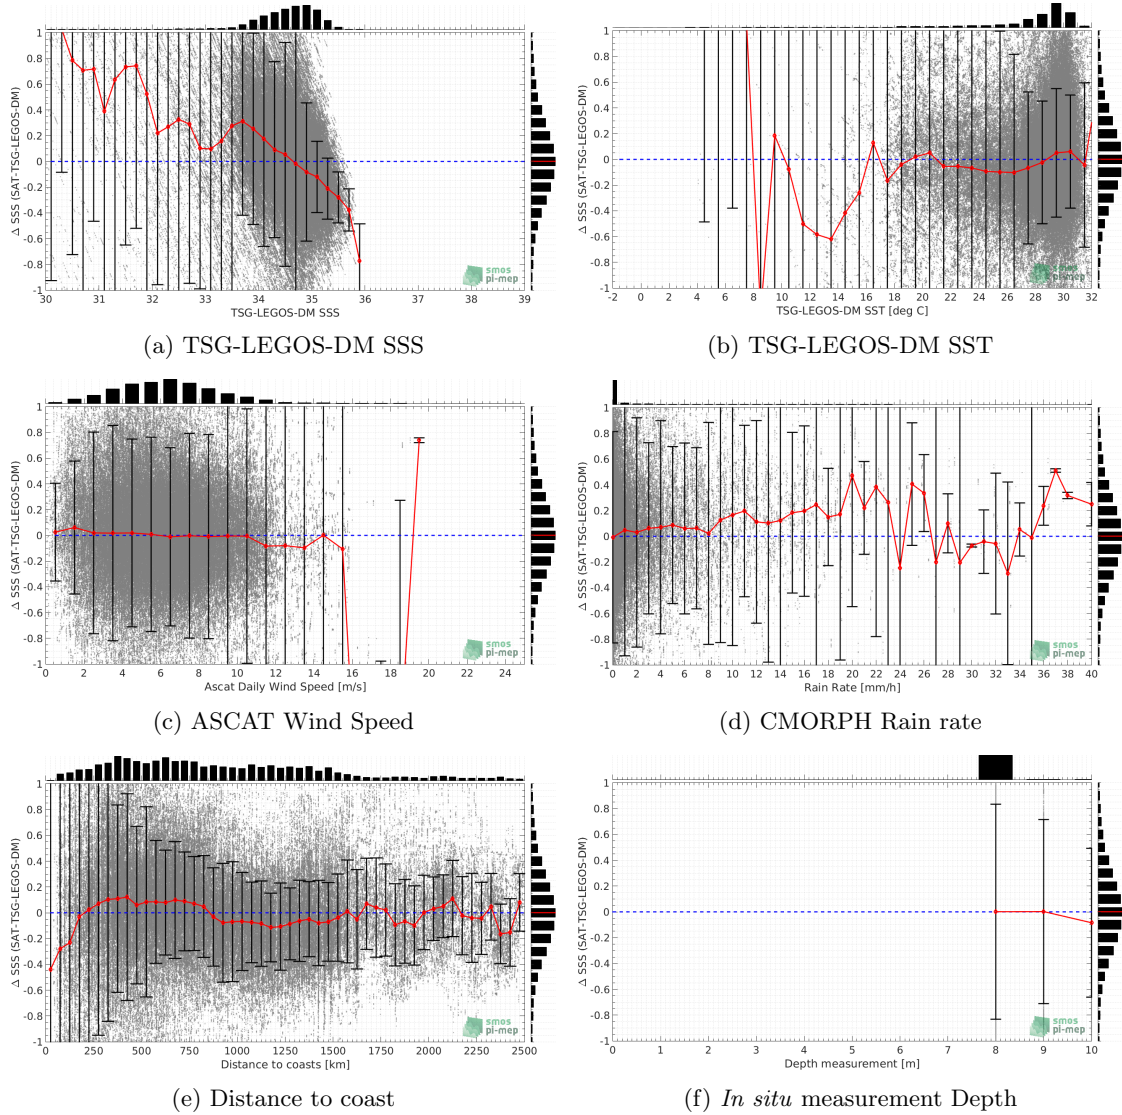 1
0.8
0.6
0.4
0.2
0
-0.2
-0.4
-0.6
-0.8
-1
Δ SSS (SAT-TSG-LEGOS-DM)
30 31 32 33 34 35 36 37 38 39
TSG-LEGOS-DM SSS
smos
pi-mep
(a) TSG-LEGOS-DM SSS
1
0.8
0.6
0.4
0.2
0
-0.2
-0.4
-0.6
-0.8
-1
Δ SSS (SAT-TSG-LEGOS-DM)
-2 0 2 4 6 8 10 12 14 16 18 20 22 24 26 28 30 32
TSG-LEGOS-DM SST [deg C]
smos
pi-mep
(b) TSG-LEGOS-DM SST
1
0.8
0.6
0.4
0.2
0
-0.2
-0.4
-0.6
-0.8
-1
Δ SSS (SAT-TSG-LEGOS-DM)
0 2 4 6 8 10 12 14 16 18 20 22 24
Ascat Daily Wind Speed [m/s]
smos
pi-mep
(c) ASCAT Wind Speed
1
0.8
0.6
0.4
0.2
0
-0.2
-0.4
-0.6
-0.8
-1
Δ SSS (SAT-TSG-LEGOS-DM)
0 2 4 6 8 10 12 14 16 18 20 22 24 26 28 30 32 34 36 38 40
Rain Rate [mm/h]
smos
pi-mep
(d) CMORPH Rain rate
1
0.8
0.6
0.4
0.2
0
-0.2
-0.4
-0.6
-0.8
-1
Δ SSS (SAT-TSG-LEGOS-DM)
0 250 500 750 1000 1250 1500 1750 2000 2250 2500
Distance to coasts [km]
smos
pi-mep
(e) Distance to coast
1
0.8
0.6
0.4
0.2
0
-0.2
-0.4
-0.6
-0.8
-1
Δ SSS (SAT-TSG-LEGOS-DM)
0 1 2 3 4 5 6 7 8 9 10
Depth measurement [m]
smos
pi-mep
(f) In situ measurement Depth